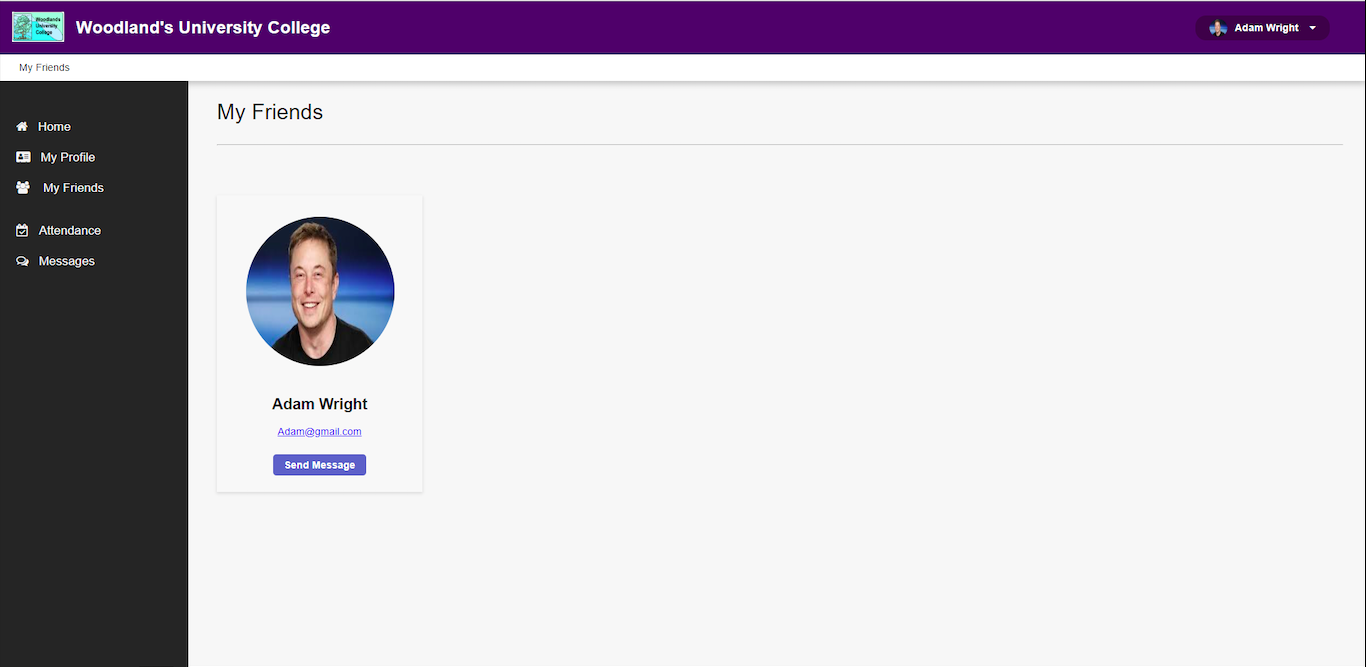 Woodlands
University
College
Woodland's University College
Adam Wright
My Friends
Home
My Profile
My Friends
Attendance
Messages
My Friends
Adam Wright
Adam@gmail.com
Send Message